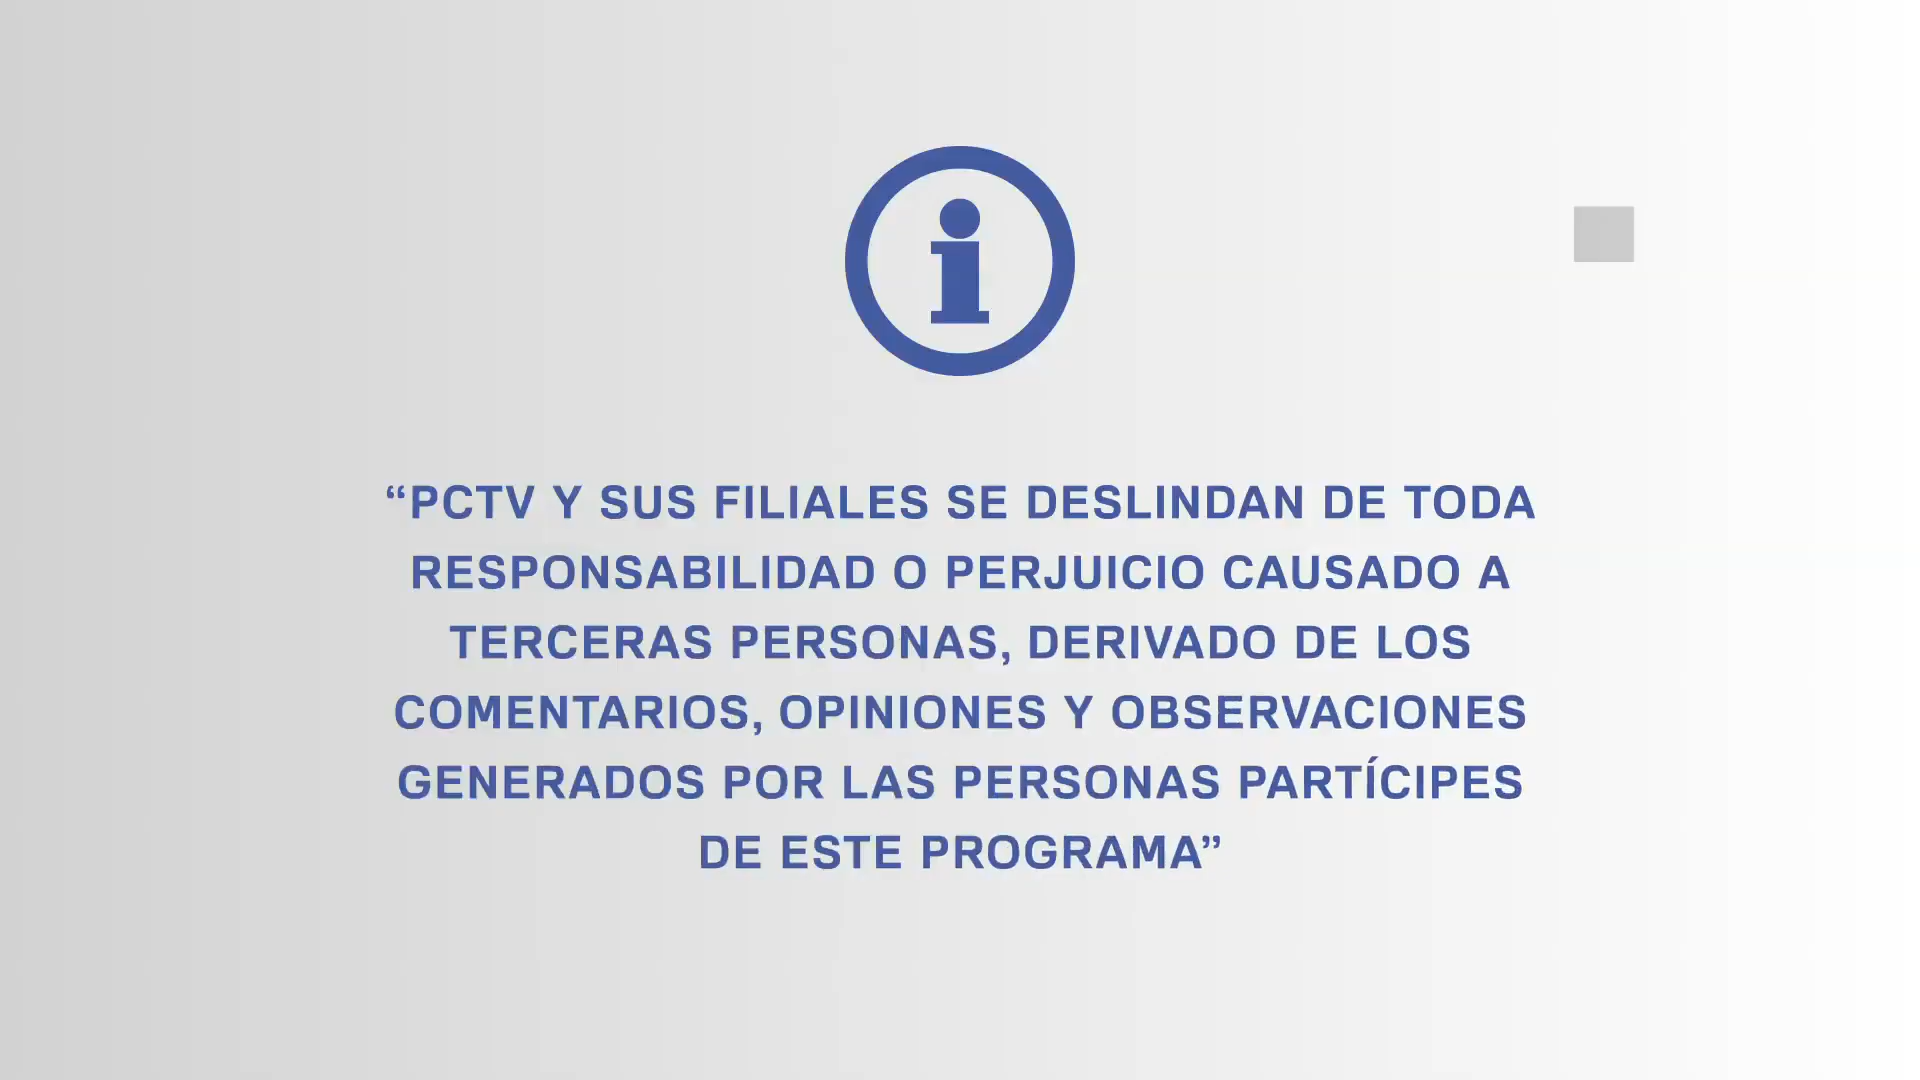 “PCTV Y SUS FILIALES SE DESLINDAN DE TODA
RESPONSABILIDAD O PERJUICIO CAUSADO A
TERCERAS PERSONAS, DERIVADO DE LOS
COMENTARIOS, OPINIONES Y OBSERVACIONES
GENERADOS POR LAS PERSONAS PARTÍCIPES
DE ESTE PROGRAMA”